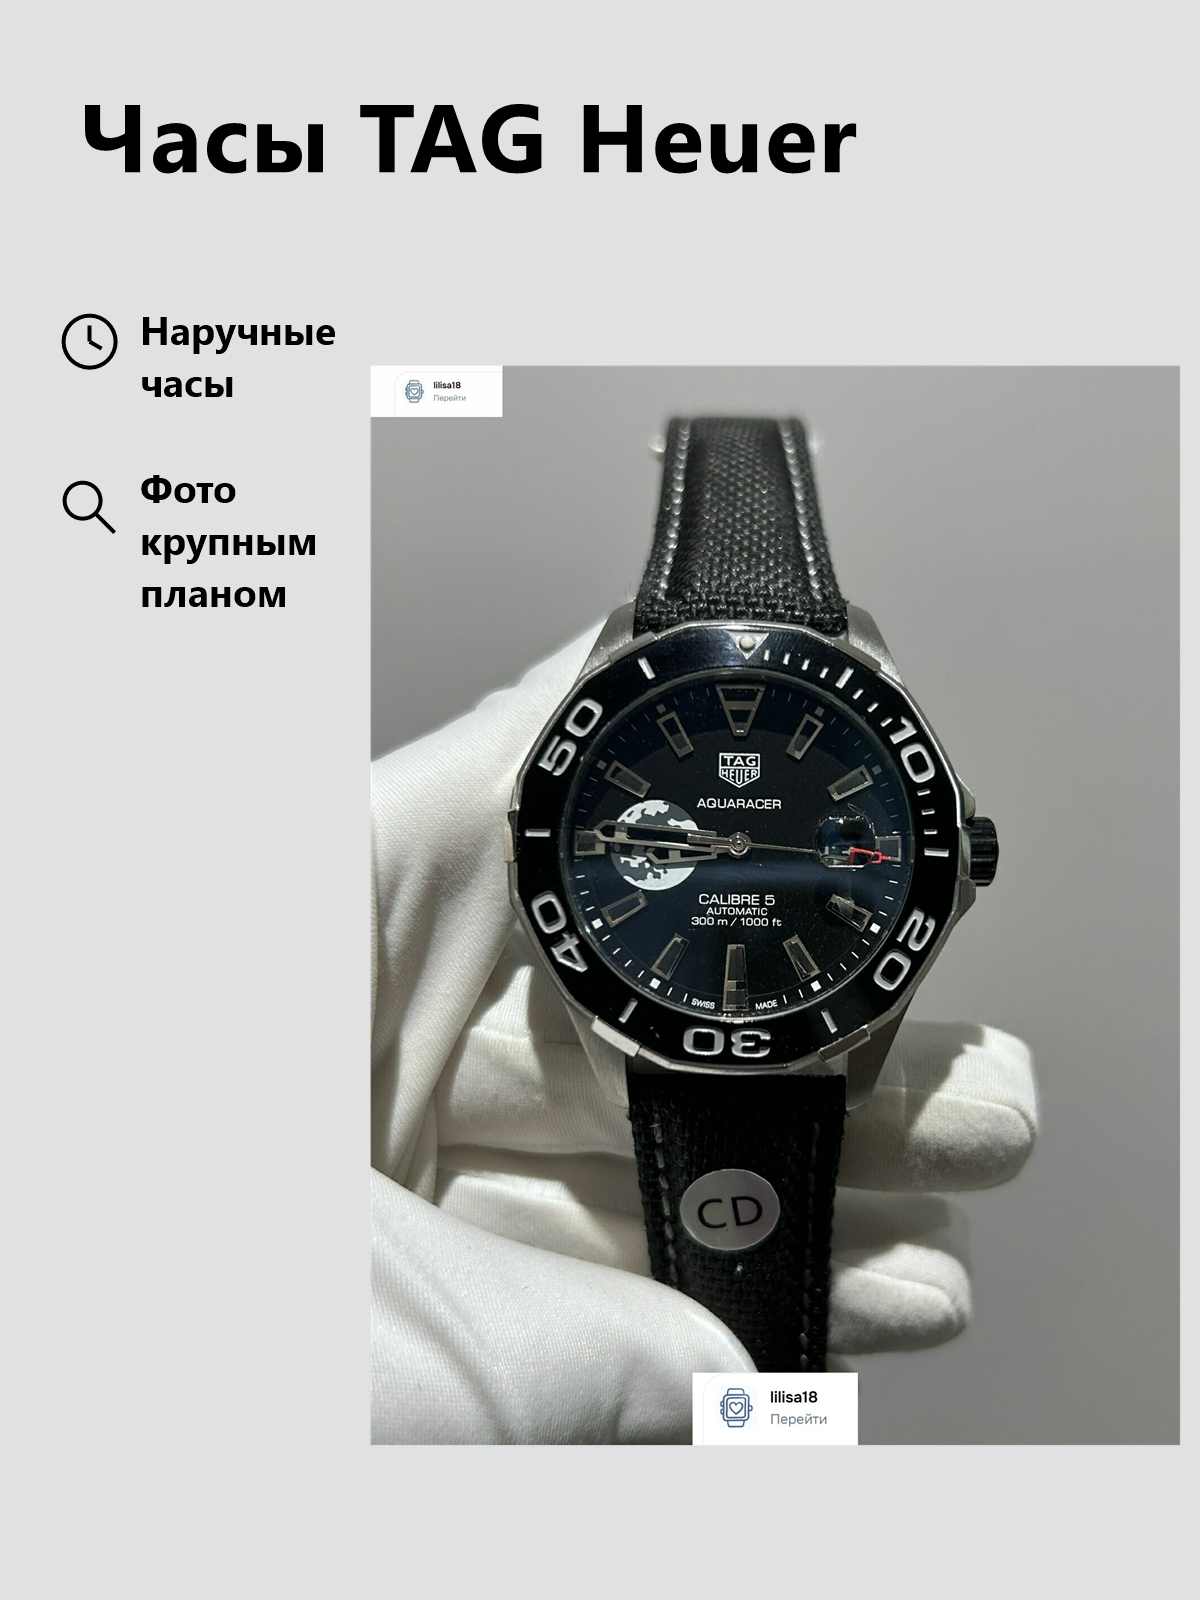 Часы TAG Heuer
Наручные
часы
Фото
крупным
планом
lilisa18
Перейти
50
10
TAG
HEUER
AQUARACER
CALIBRE 5
AUTOMATIC
300 m / 1000 ft
40
20
SWISS MADE
30
CD
lilisa18
Перейти